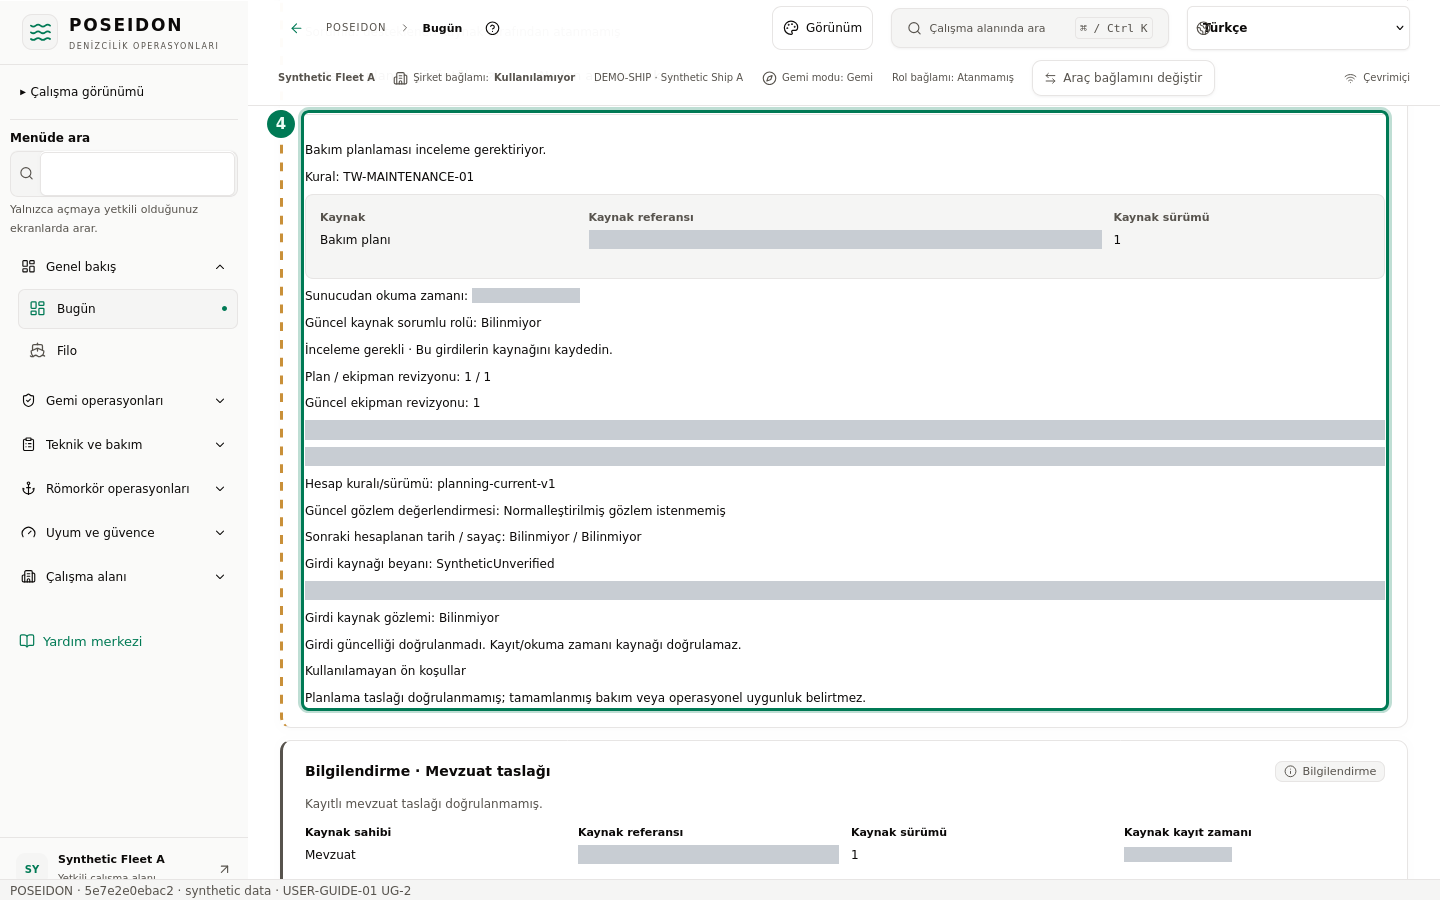 POSEIDON
DENİZCİLİK OPERASYONLARI
POSEIDON
Bugün
Görünüm
Çalışma alanında ara
⌘ / Ctrl K
Türkçe
Synthetic Fleet A
Şirket bağlamı: Kullanılamıyor
DEMO-SHIP · Synthetic Ship A
Gemi modu: Gemi
Rol bağlamı: Atanmamış
Araç bağlamını değiştir
Çevrimiçi
Çalışma görünümü
Menüde ara
Yalnızca açmaya yetkili olduğunuz
ekranlarda arar.
Genel bakış
Bugün
Filo
Gemi operasyonları
Teknik ve bakım
Römorkör operasyonları
Uyum ve güvence
Çalışma alanı
Yardım merkezi
SY
Synthetic Fleet A
Yetkili çalışma alanı
4
Bakım planlaması inceleme gerektiriyor.
Kural: TW-MAINTENANCE-01
Kaynak Kaynak referansı Kaynak sürümü
Bakım planı 1
Sunucudan okuma zamanı:
Güncel kaynak sorumlu rolü: Bilinmiyor
İnceleme gerekli · Bu girdilerin kaynağını kaydedin.
Plan / ekipman revizyonu: 1 / 1
Güncel ekipman revizyonu: 1
Hesap kuralı/sürümü: planning-current-v1
Güncel gözlem değerlendirmesi: Normalleştirilmiş gözlem istenmemiş
Sonraki hesaplanan tarih / sayaç: Bilinmiyor / Bilinmiyor
Girdi kaynağı beyanı: SyntheticUnverified
Girdi kaynak gözlemi: Bilinmiyor
Girdi güncelliği doğrulanmadı. Kayıt/okuma zamanı kaynağı doğrulamaz.
Kullanılamayan ön koşullar
Planlama taslağı doğrulanmamış; tamamlanmış bakım veya operasyonel uygunluk belirtmez.
Bilgilendirme · Mevzuat taslağı
Bilgilendirme
Kayıtlı mevzuat taslağı doğrulanmamış.
Kaynak sahibi Kaynak referansı Kaynak sürümü Kaynak kayıt zamanı
Mevzuat 1
POSEIDON · 5e7e2e0ebac2 · synthetic data · USER-GUIDE-01 UG-2